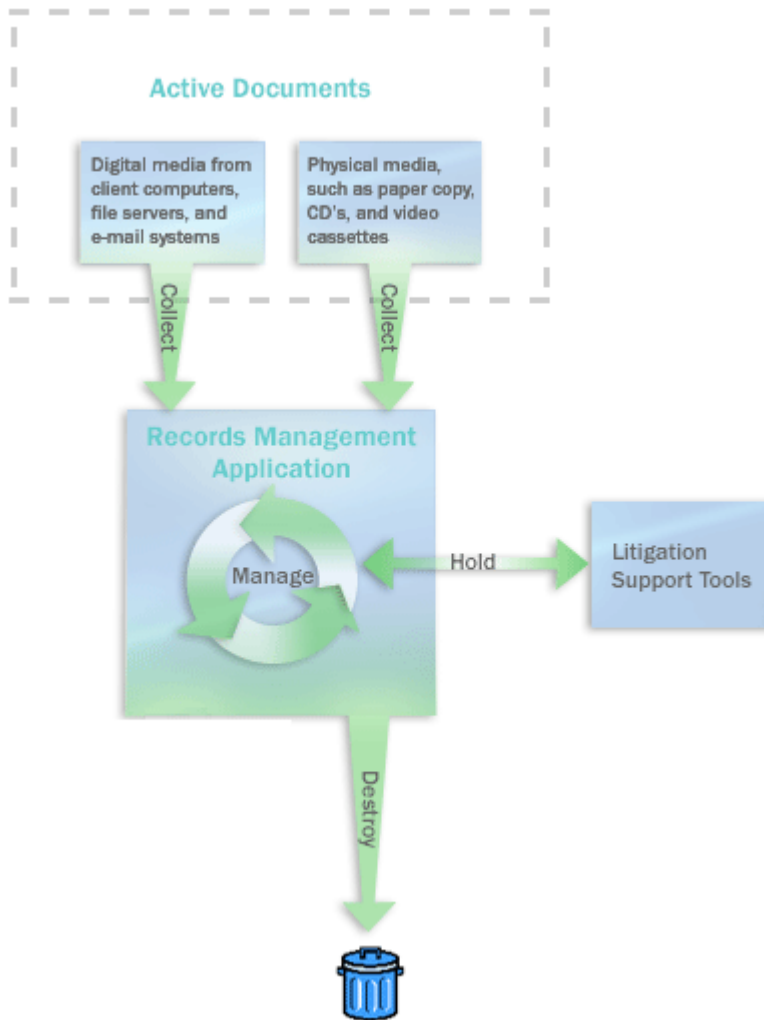 Active Documents
Digital media from
client computers,
file servers, and
e-mail systems
Physical media,
such as paper copy,
CD's, and video
cassettes
Collect
Collect
Records Management
Application
Manage
Hold
Litigation
Support Tools
Destroy